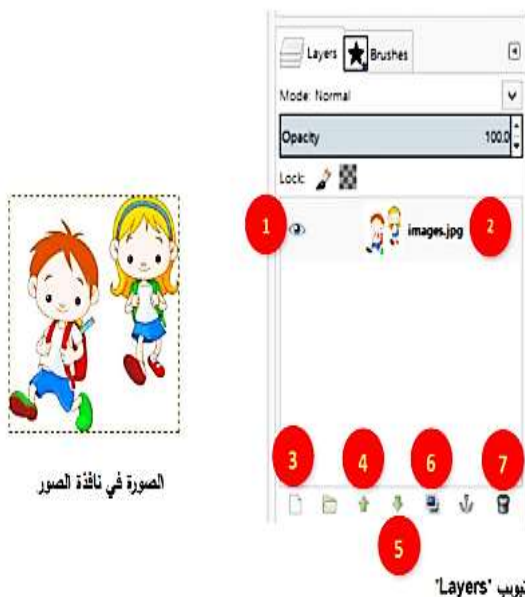 Layers Brushes
Mode: Normal
Opacity 100.0
Lock:
1 images.jpg 2
3 4 6 7
5
الصورة في نافذة الصور
تبويب "Layers"